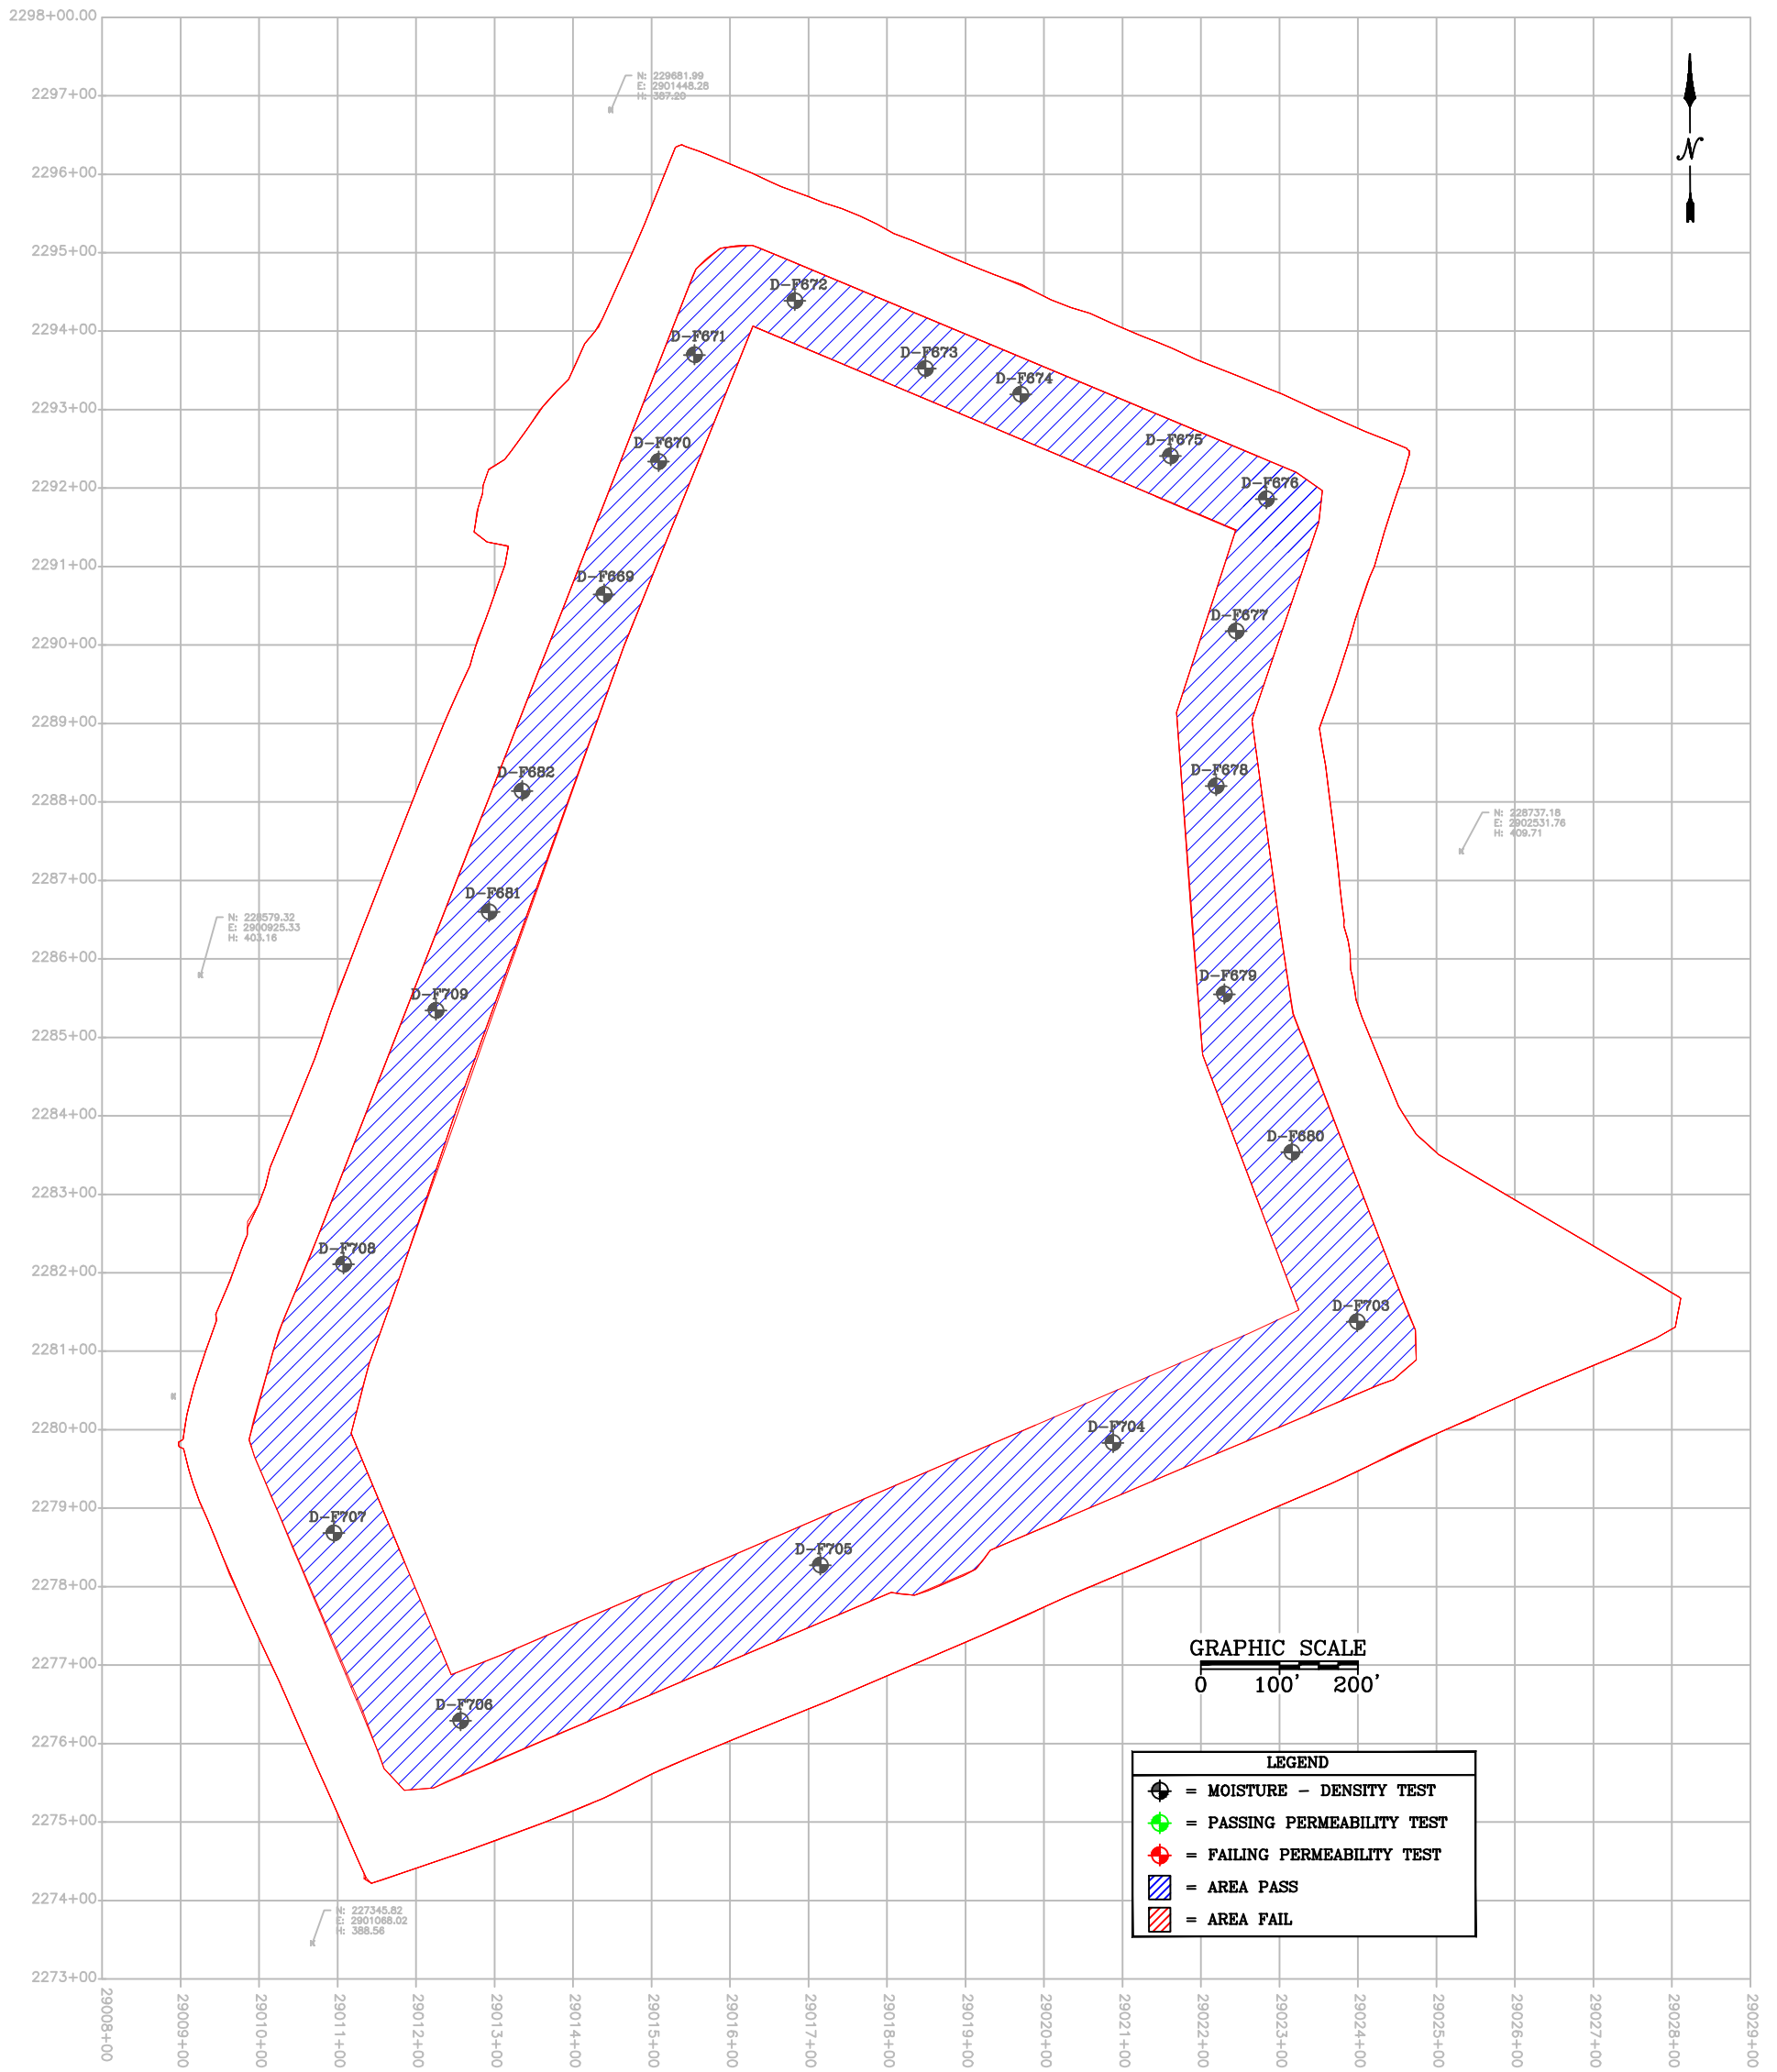 2298+00.00
2297+00
2296+00
2295+00
2294+00
2293+00
2292+00
2291+00
2290+00
2289+00
2288+00
2287+00
2286+00
2285+00
2284+00
2283+00
2282+00
2281+00
2280+00
2279+00
2278+00
2277+00
2276+00
2275+00
2274+00
2273+00
N: 229681.99
E: 2901448.28
H: 387.20
N
D-F672
D-F671
D-F673
D-F674
D-F670
D-F675
D-F676
D-F669
D-F677
D-F682
D-F678
N: 228737.18
E: 2902531.76
H: 409.71
D-F681
N: 228579.32
E: 2900925.33
H: 403.16
D-F709
D-F679
D-F680
D-F708
D-F703
D-F704
D-F707
D-F705
D-F706
GRAPHIC SCALE
0 100' 200'
LEGEND
= MOISTURE - DENSITY TEST
= PASSING PERMEABILITY TEST
= FAILING PERMEABILITY TEST
= AREA PASS
= AREA FAIL
N: 227345.82
E: 2901068.02
H: 388.56
29008+00
29009+00
29010+00
29011+00
29012+00
29013+00
29014+00
29015+00
29016+00
29017+00
29018+00
29019+00
29020+00
29021+00
29022+00
29023+00
29024+00
29025+00
29026+00
29027+00
29028+00
29029+00